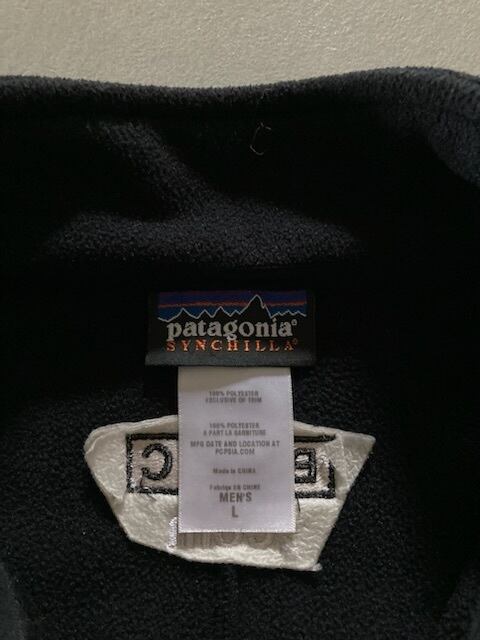 patagonia®
SYNCHILLA®
100% POLYESTER
EXCLUSIVE OF TRIM
100% POLYESTER
A PART LA GARNITURE
MFG DATE AND LOCATION AT
PCPSIA.COM
Made in CHINA
Fabriqué EN CHINE
MEN'S
L